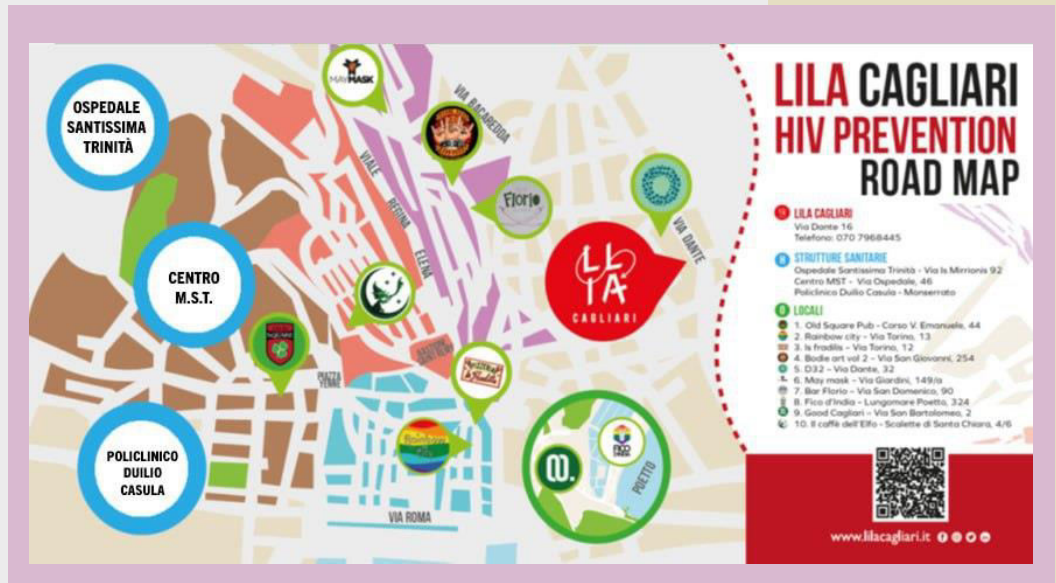 OSPEDALE
SANTISSIMA
TRINITÀ
CENTRO
M.S.T.
POLICLINICO
DUILIO
CASULA
MAYMASK
VIA BACAREDDA
VIALE
REGINA
ELENA
Florio
VIA DANTE
LILA
CAGLIARI
PIAZZA
YENNE
VIA ROMA
POETTO
FICO
D'INDIA
LILA CAGLIARI
HIV PREVENTION
ROAD MAP
LILA CAGLIARI
Via Dante 16
Telefono: 070 7968445
STRUTTURE SANITARIE
Ospedale Santissima Trinità - Via Is Mirrionis 92
Centro MST - Via Ospedale, 46
Policlinico Duilio Casula - Monserrato
LOCALI
1. Old Square Pub - Corso V. Emanuele, 44
2. Rainbow city - Via Torino, 13
3. Is fradilis - Via Torino, 12
4. Bodie art vol 2 - Via San Giovanni, 254
5. D32 - Via Dante, 32
6. May mask - Via Giardini, 149/a
7. Bar Florio - Via San Domenico, 90
8. Fico d'India - Lungomare Poetto, 324
9. Good Cagliari - Via San Bartolomeo, 2
10. Il caffè dell'Elfo - Scalette di Santa Chiara, 4/6
www.lilacagliari.it